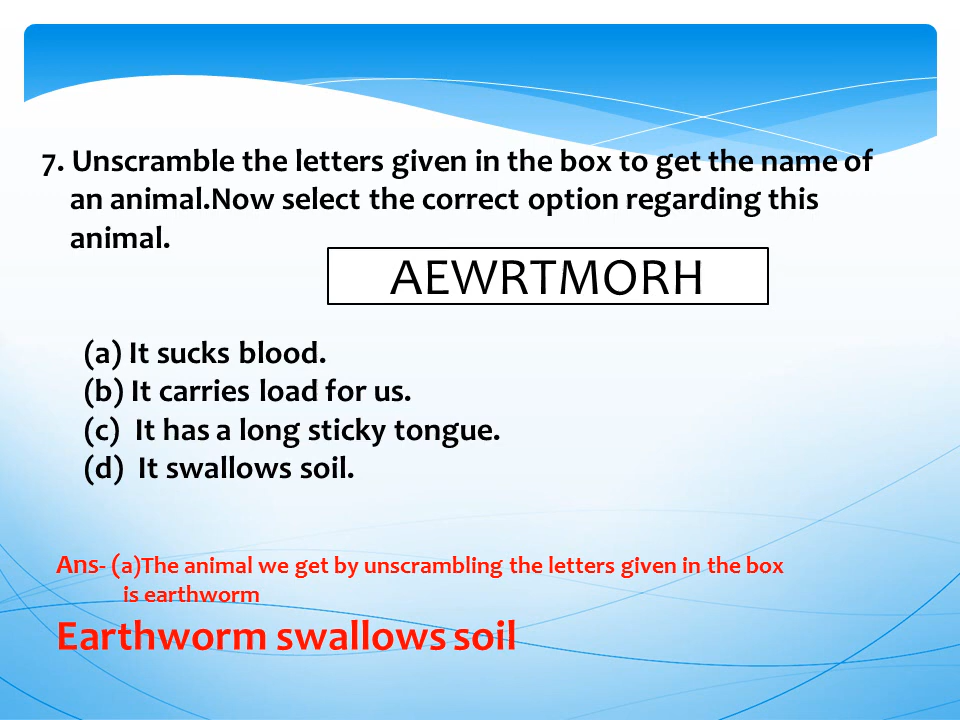 7. Unscramble the letters given in the box to get the name of
an animal.Now select the correct option regarding this
animal.
AEWRTMORH
(a) It sucks blood.
(b) It carries load for us.
(c) It has a long sticky tongue.
(d) It swallows soil.
Ans- (a)The animal we get by unscrambling the letters given in the box
is earthworm
Earthworm swallows soil